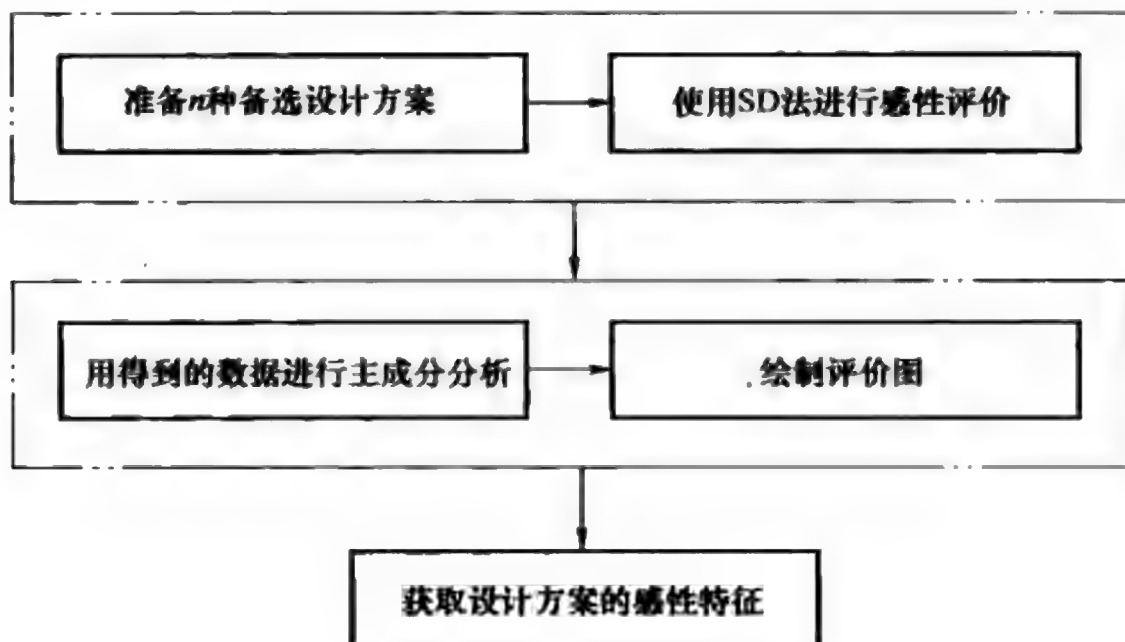 准备n种备选设计方案
使用SD法进行感性评价
用得到的数据进行主成分分析
绘制评价图
获取设计方案的感性特征